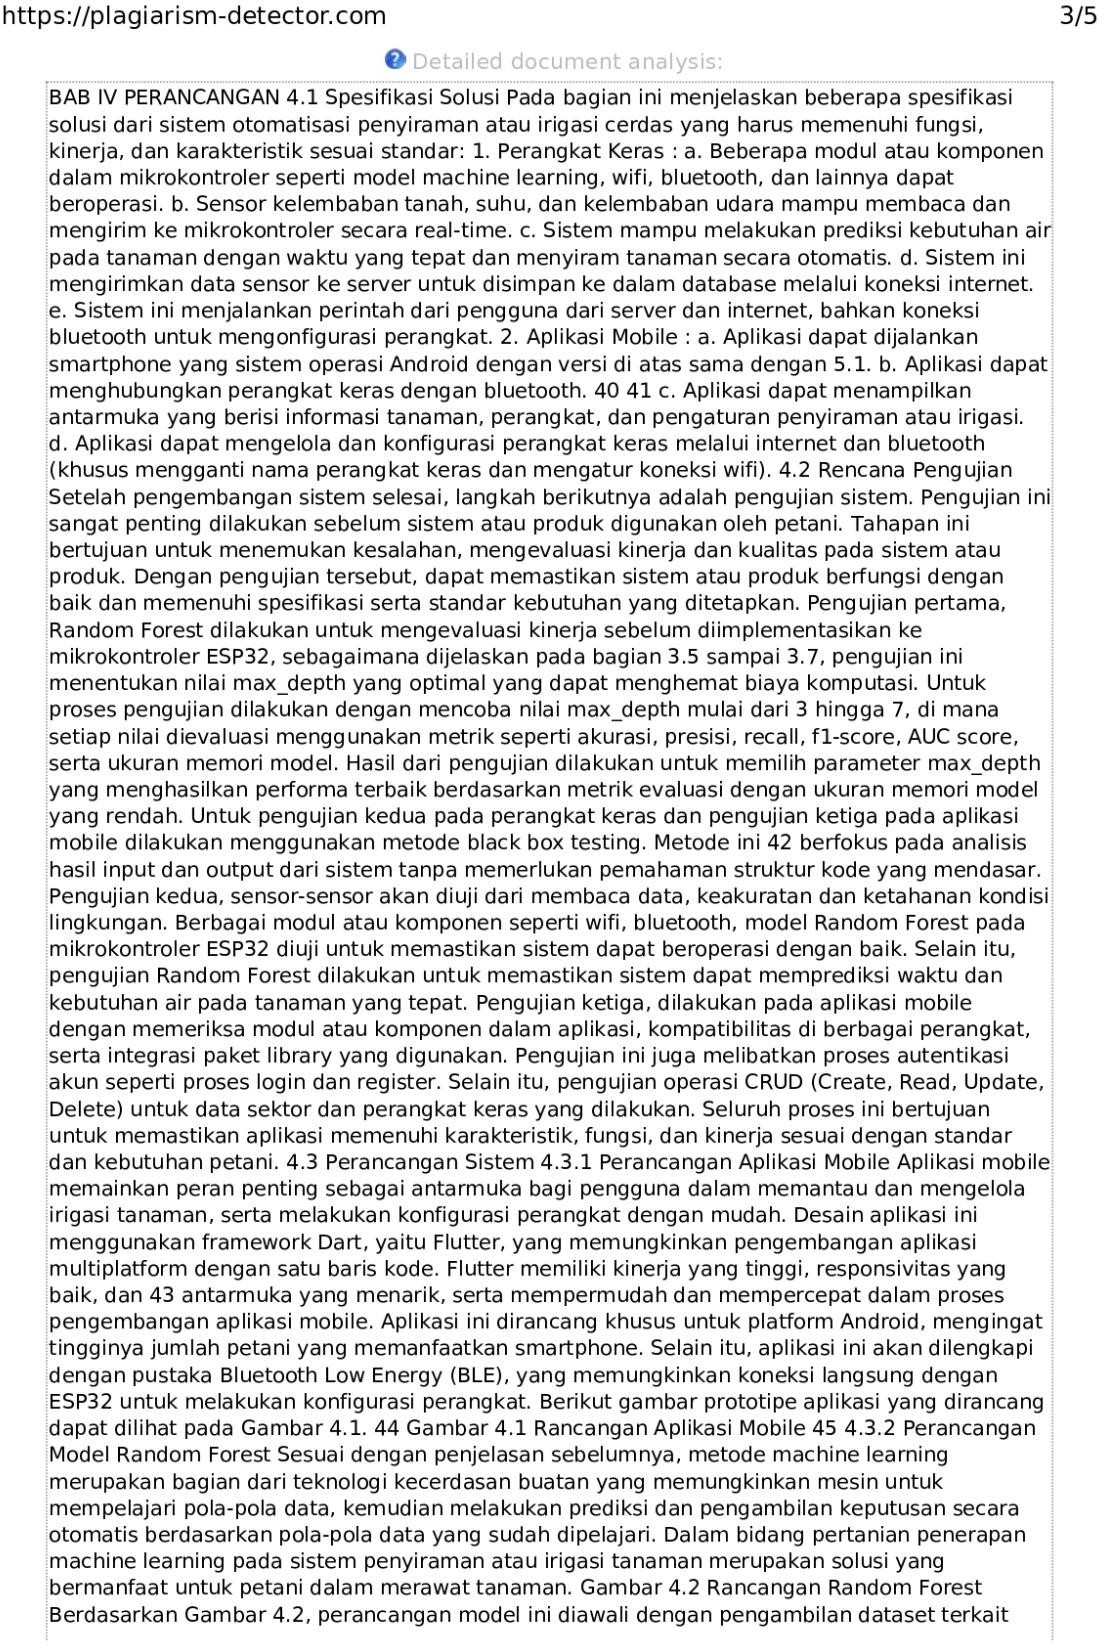 https://plagiarism-detector.com 3/5
Detailed document analysis:
BAB IV PERANCANGAN 4.1 Spesifikasi Solusi Pada bagian ini menjelaskan beberapa spesifikasi
solusi dari sistem otomatisasi penyiraman atau irigasi cerdas yang harus memenuhi fungsi,
kinerja, dan karakteristik sesuai standar: 1. Perangkat Keras : a. Beberapa modul atau komponen
dalam mikrokontroler seperti model machine learning, wifi, bluetooth, dan lainnya dapat
beroperasi. b. Sensor kelembaban tanah, suhu, dan kelembaban udara mampu membaca dan
mengirim ke mikrokontroler secara real-time. c. Sistem mampu melakukan prediksi kebutuhan air
pada tanaman dengan waktu yang tepat dan menyiram tanaman secara otomatis. d. Sistem ini
mengirimkan data sensor ke server untuk disimpan ke dalam database melalui koneksi internet.
e. Sistem ini menjalankan perintah dari pengguna dari server dan internet, bahkan koneksi
bluetooth untuk mengonfigurasi perangkat. 2. Aplikasi Mobile : a. Aplikasi dapat dijalankan
smartphone yang sistem operasi Android dengan versi di atas sama dengan 5.1. b. Aplikasi dapat
menghubungkan perangkat keras dengan bluetooth. 40 41 c. Aplikasi dapat menampilkan
antarmuka yang berisi informasi tanaman, perangkat, dan pengaturan penyiraman atau irigasi.
d. Aplikasi dapat mengelola dan konfigurasi perangkat keras melalui internet dan bluetooth
(khusus mengganti nama perangkat keras dan mengatur koneksi wifi). 4.2 Rencana Pengujian
Setelah pengembangan sistem selesai, langkah berikutnya adalah pengujian sistem. Pengujian ini
sangat penting dilakukan sebelum sistem atau produk digunakan oleh petani. Tahapan ini
bertujuan untuk menemukan kesalahan, mengevaluasi kinerja dan kualitas pada sistem atau
produk. Dengan pengujian tersebut, dapat memastikan sistem atau produk berfungsi dengan
baik dan memenuhi spesifikasi serta standar kebutuhan yang ditetapkan. Pengujian pertama,
Random Forest dilakukan untuk mengevaluasi kinerja sebelum diimplementasikan ke
mikrokontroler ESP32, sebagaimana dijelaskan pada bagian 3.5 sampai 3.7, pengujian ini
menentukan nilai max_depth yang optimal yang dapat menghemat biaya komputasi. Untuk
proses pengujian dilakukan dengan mencoba nilai max_depth mulai dari 3 hingga 7, di mana
setiap nilai dievaluasi menggunakan metrik seperti akurasi, presisi, recall, f1-score, AUC score,
serta ukuran memori model. Hasil dari pengujian dilakukan untuk memilih parameter max_depth
yang menghasilkan performa terbaik berdasarkan metrik evaluasi dengan ukuran memori model
yang rendah. Untuk pengujian kedua pada perangkat keras dan pengujian ketiga pada aplikasi
mobile dilakukan menggunakan metode black box testing. Metode ini 42 berfokus pada analisis
hasil input dan output dari sistem tanpa memerlukan pemahaman struktur kode yang mendasar.
Pengujian kedua, sensor-sensor akan diuji dari membaca data, keakuratan dan ketahanan kondisi
lingkungan. Berbagai modul atau komponen seperti wifi, bluetooth, model Random Forest pada
mikrokontroler ESP32 diuji untuk memastikan sistem dapat beroperasi dengan baik. Selain itu,
pengujian Random Forest dilakukan untuk memastikan sistem dapat memprediksi waktu dan
kebutuhan air pada tanaman yang tepat. Pengujian ketiga, dilakukan pada aplikasi mobile
dengan memeriksa modul atau komponen dalam aplikasi, kompatibilitas di berbagai perangkat,
serta integrasi paket library yang digunakan. Pengujian ini juga melibatkan proses autentikasi
akun seperti proses login dan register. Selain itu, pengujian operasi CRUD (Create, Read, Update,
Delete) untuk data sektor dan perangkat keras yang dilakukan. Seluruh proses ini bertujuan
untuk memastikan aplikasi memenuhi karakteristik, fungsi, dan kinerja sesuai dengan standar
dan kebutuhan petani. 4.3 Perancangan Sistem 4.3.1 Perancangan Aplikasi Mobile Aplikasi mobile
memainkan peran penting sebagai antarmuka bagi pengguna dalam memantau dan mengelola
irigasi tanaman, serta melakukan konfigurasi perangkat dengan mudah. Desain aplikasi ini
menggunakan framework Dart, yaitu Flutter, yang memungkinkan pengembangan aplikasi
multiplatform dengan satu baris kode. Flutter memiliki kinerja yang tinggi, responsivitas yang
baik, dan 43 antarmuka yang menarik, serta mempermudah dan mempercepat dalam proses
pengembangan aplikasi mobile. Aplikasi ini dirancang khusus untuk platform Android, mengingat
tingginya jumlah petani yang memanfaatkan smartphone. Selain itu, aplikasi ini akan dilengkapi
dengan pustaka Bluetooth Low Energy (BLE), yang memungkinkan koneksi langsung dengan
ESP32 untuk melakukan konfigurasi perangkat. Berikut gambar prototipe aplikasi yang dirancang
dapat dilihat pada Gambar 4.1. 44 Gambar 4.1 Rancangan Aplikasi Mobile 45 4.3.2 Perancangan
Model Random Forest Sesuai dengan penjelasan sebelumnya, metode machine learning
merupakan bagian dari teknologi kecerdasan buatan yang memungkinkan mesin untuk
mempelajari pola-pola data, kemudian melakukan prediksi dan pengambilan keputusan secara
otomatis berdasarkan pola-pola data yang sudah dipelajari. Dalam bidang pertanian penerapan
machine learning pada sistem penyiraman atau irigasi tanaman merupakan solusi yang
bermanfaat untuk petani dalam merawat tanaman. Gambar 4.2 Rancangan Random Forest
Berdasarkan Gambar 4.2, perancangan model ini diawali dengan pengambilan dataset terkait